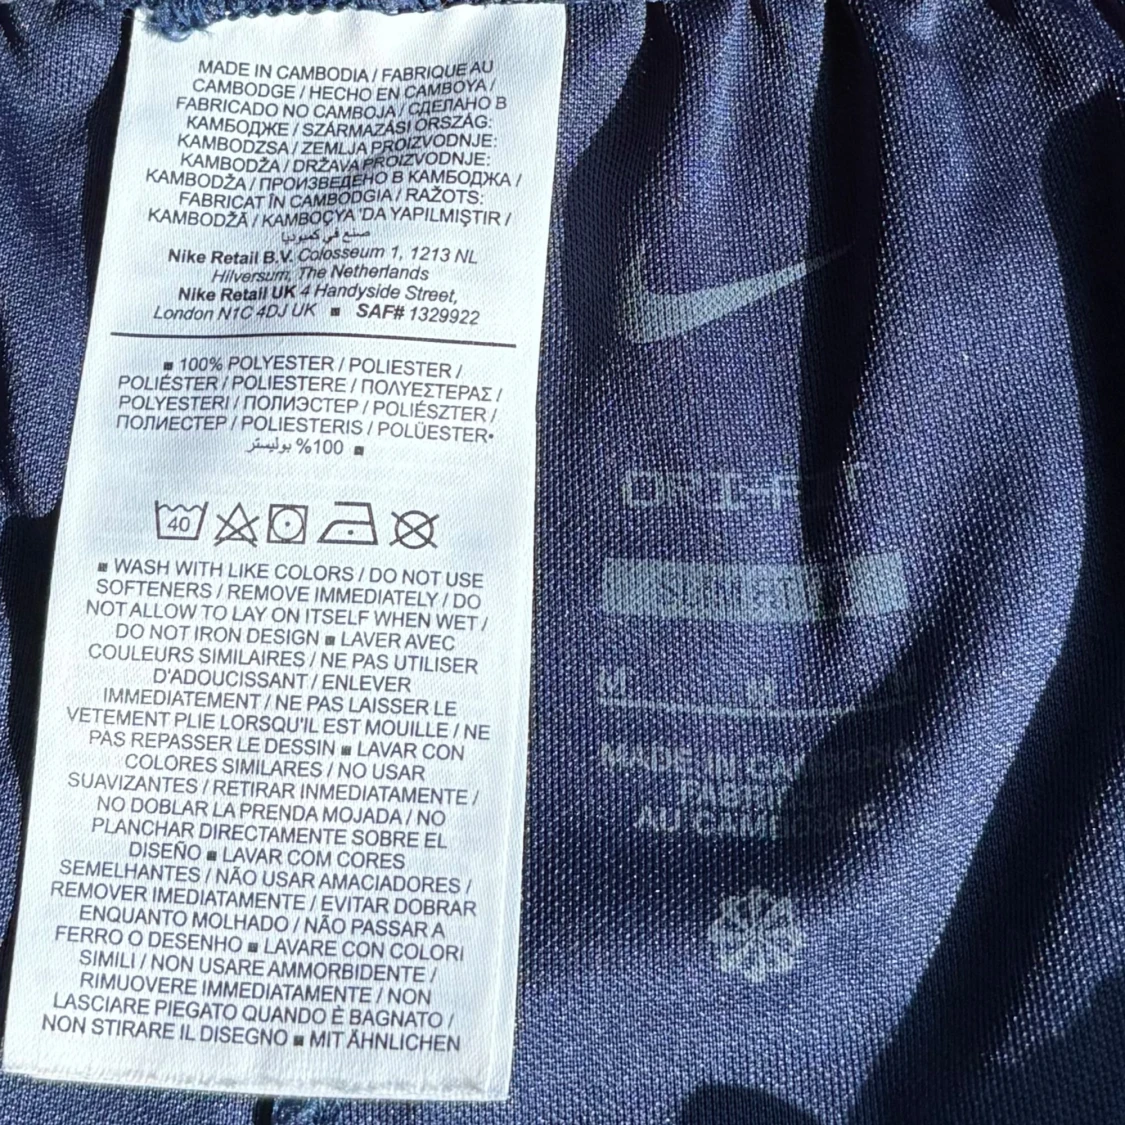 MADE IN CAMBODIA / FABRIQUE AU
CAMBODGE / HECHO EN CAMBOYA /
FABRICADO NO CAMBOJA / СДЕЛАНО В
КАМБОДЖЕ / SZÁRMAZÁSI ORSZÁG:
KAMBODZSA / ZEMLJA PROIZVODNJE:
KAMBODŽA / DRŽAVA PROIZVODNJE:
KAMBODŽA / ПРОИЗВЕДЕНО В КАМБОДЖА /
FABRICAT ÎN CAMBODGIA / RAŽOTS:
KAMBODŽĀ / KAMBOÇYA 'DA YAPILMIŞTIR /
صنع في كمبوديا
Nike Retail B.V. Colosseum 1, 1213 NL
Hilversum, The Netherlands
Nike Retail UK 4 Handyside Street,
London N1C 4DJ UK ▪ SAF# 1329922
▪ 100% POLYESTER / POLIESTER /
POLIÉSTER / POLIESTERE / ΠΟΛΥΕΣΤΕΡΑΣ /
POLYESTERI / ПОЛИЭСТЕР / POLIÉSZTER /
ПОЛИЕСТЕР / POLIESTERIS / POLÜESTER•
100% بوليستر ▪
40
▪ WASH WITH LIKE COLORS / DO NOT USE
SOFTENERS / REMOVE IMMEDIATELY / DO
NOT ALLOW TO LAY ON ITSELF WHEN WET /
DO NOT IRON DESIGN ▪ LAVER AVEC
COULEURS SIMILAIRES / NE PAS UTILISER
D'ADOUCISSANT / ENLEVER
IMMEDIATEMENT / NE PAS LAISSER LE
VETEMENT PLIE LORSQU'IL EST MOUILLE / NE
PAS REPASSER LE DESSIN ▪ LAVAR CON
COLORES SIMILARES / NO USAR
SUAVIZANTES / RETIRAR INMEDIATAMENTE /
NO DOBLAR LA PRENDA MOJADA / NO
PLANCHAR DIRECTAMENTE SOBRE EL
DISEÑO ▪ LAVAR COM CORES
SEMELHANTES / NÃO USAR AMACIADORES /
REMOVER IMEDIATAMENTE / EVITAR DOBRAR
ENQUANTO MOLHADO / NÃO PASSAR A
FERRO O DESENHO ▪ LAVARE CON COLORI
SIMILI / NON USARE AMMORBIDENTE /
RIMUOVERE IMMEDIATAMENTE / NON
LASCIARE PIEGATO QUANDO È BAGNATO /
NON STIRARE IL DISEGNO ▪ MIT ÄHNLICHEN
DRI-FIT
M M
MADE IN CAMBODIA
FABRIQUÉ
AU CAMBODGE